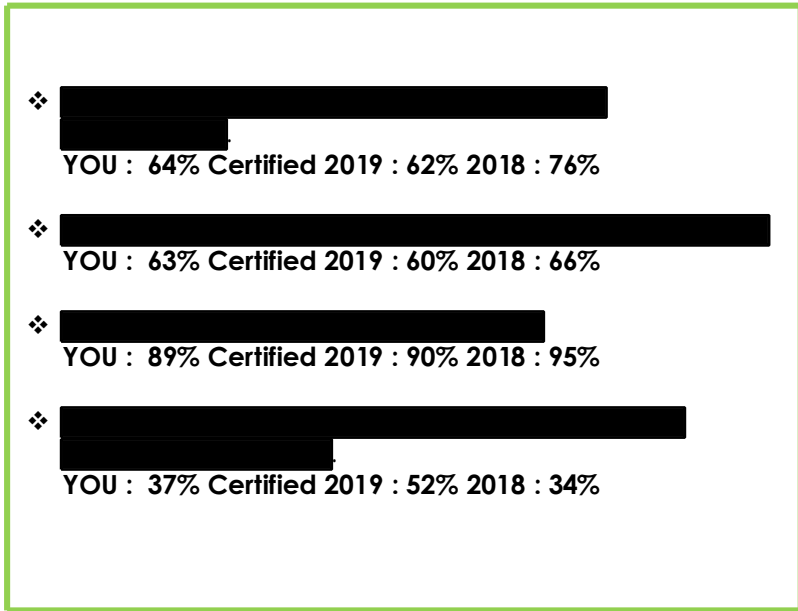 YOU : 64% Certified 2019 : 62% 2018 : 76%
YOU : 63% Certified 2019 : 60% 2018 : 66%
YOU : 89% Certified 2019 : 90% 2018 : 95%
YOU : 37% Certified 2019 : 52% 2018 : 34%